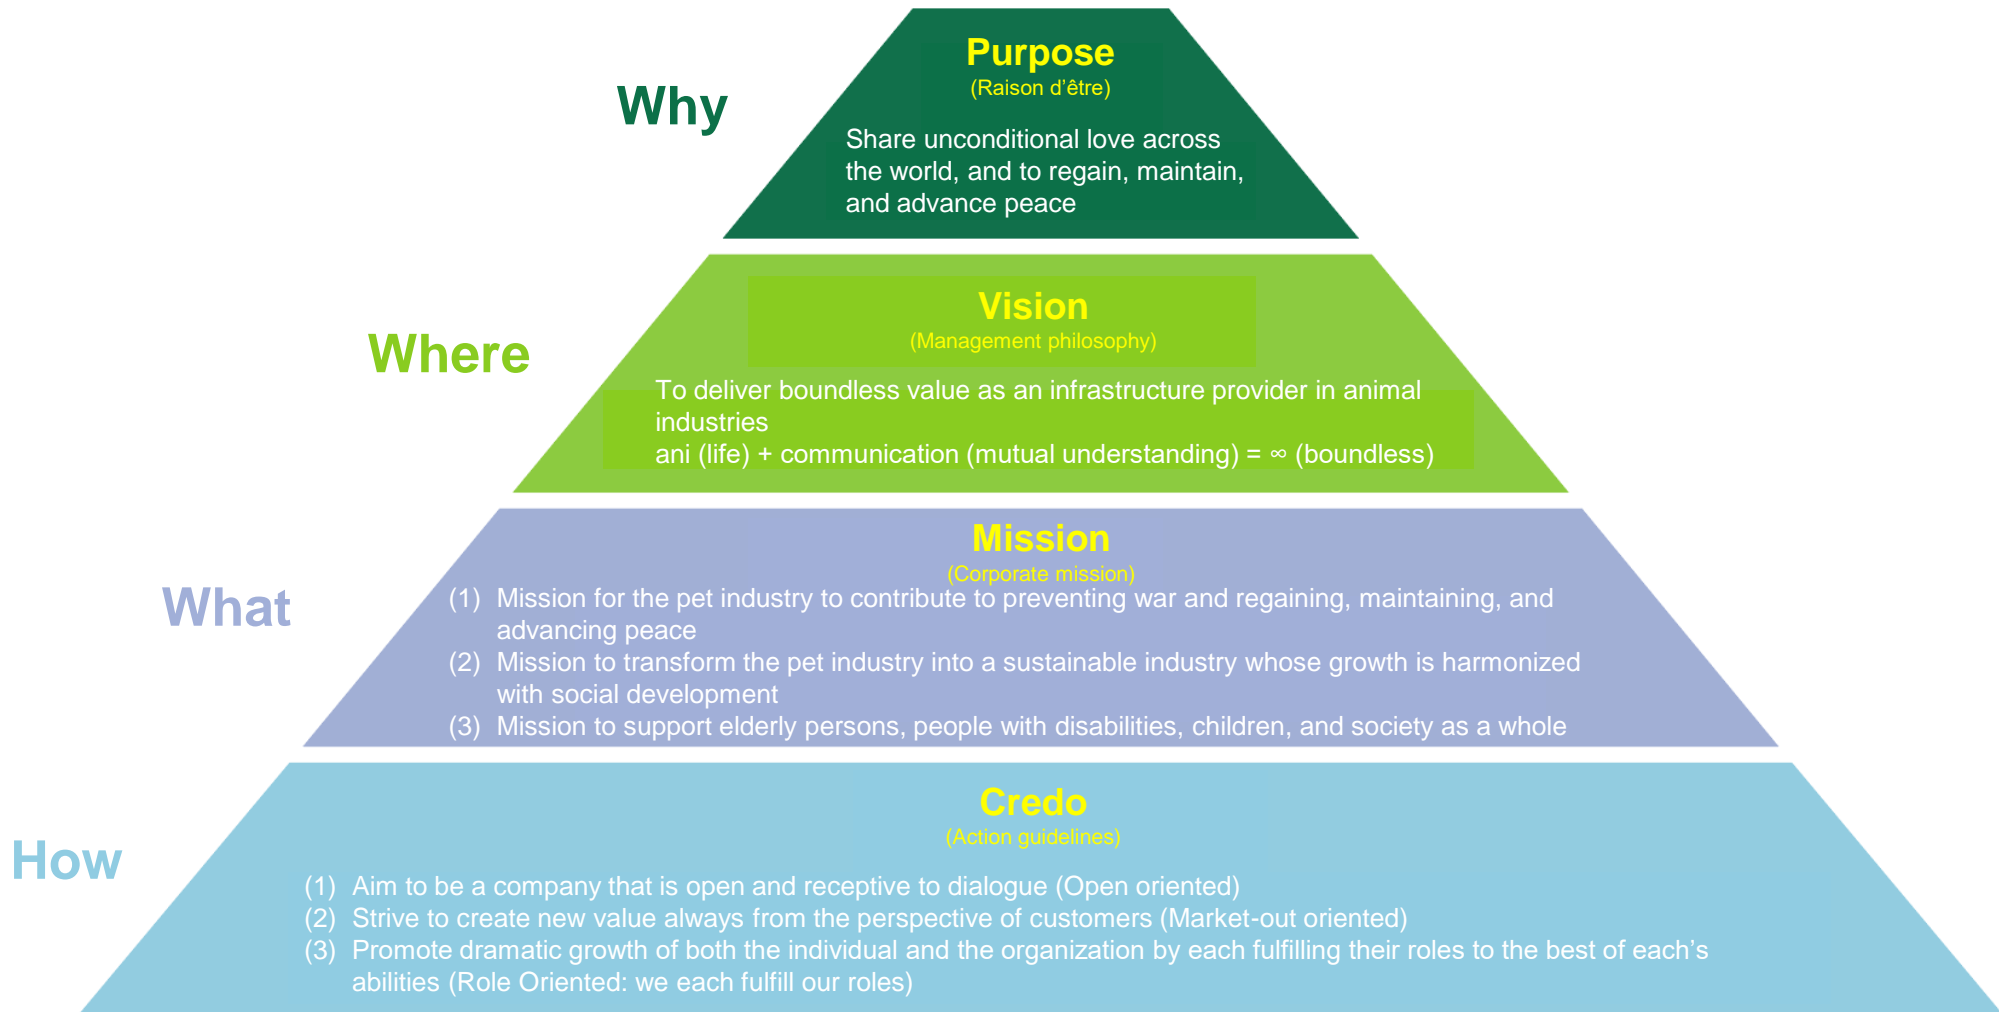 Why
Purpose
(Raison d'être)
Share unconditional love across
the world, and to regain, maintain,
and advance peace
Where
Vision
(Management philosophy)
To deliver boundless value as an infrastructure provider in animal
industries
ani (life) + communication (mutual understanding) = ∞ (boundless)
What
Mission
(Corporate mission)
(1) Mission for the pet industry to contribute to preventing war and regaining, maintaining, and
advancing peace
(2) Mission to transform the pet industry into a sustainable industry whose growth is harmonized
with social development
(3) Mission to support elderly persons, people with disabilities, children, and society as a whole
How
Credo
(Action guidelines)
(1) Aim to be a company that is open and receptive to dialogue (Open oriented)
(2) Strive to create new value always from the perspective of customers (Market-out oriented)
(3) Promote dramatic growth of both the individual and the organization by each fulfilling their roles to the best of each's
abilities (Role Oriented: we each fulfill our roles)